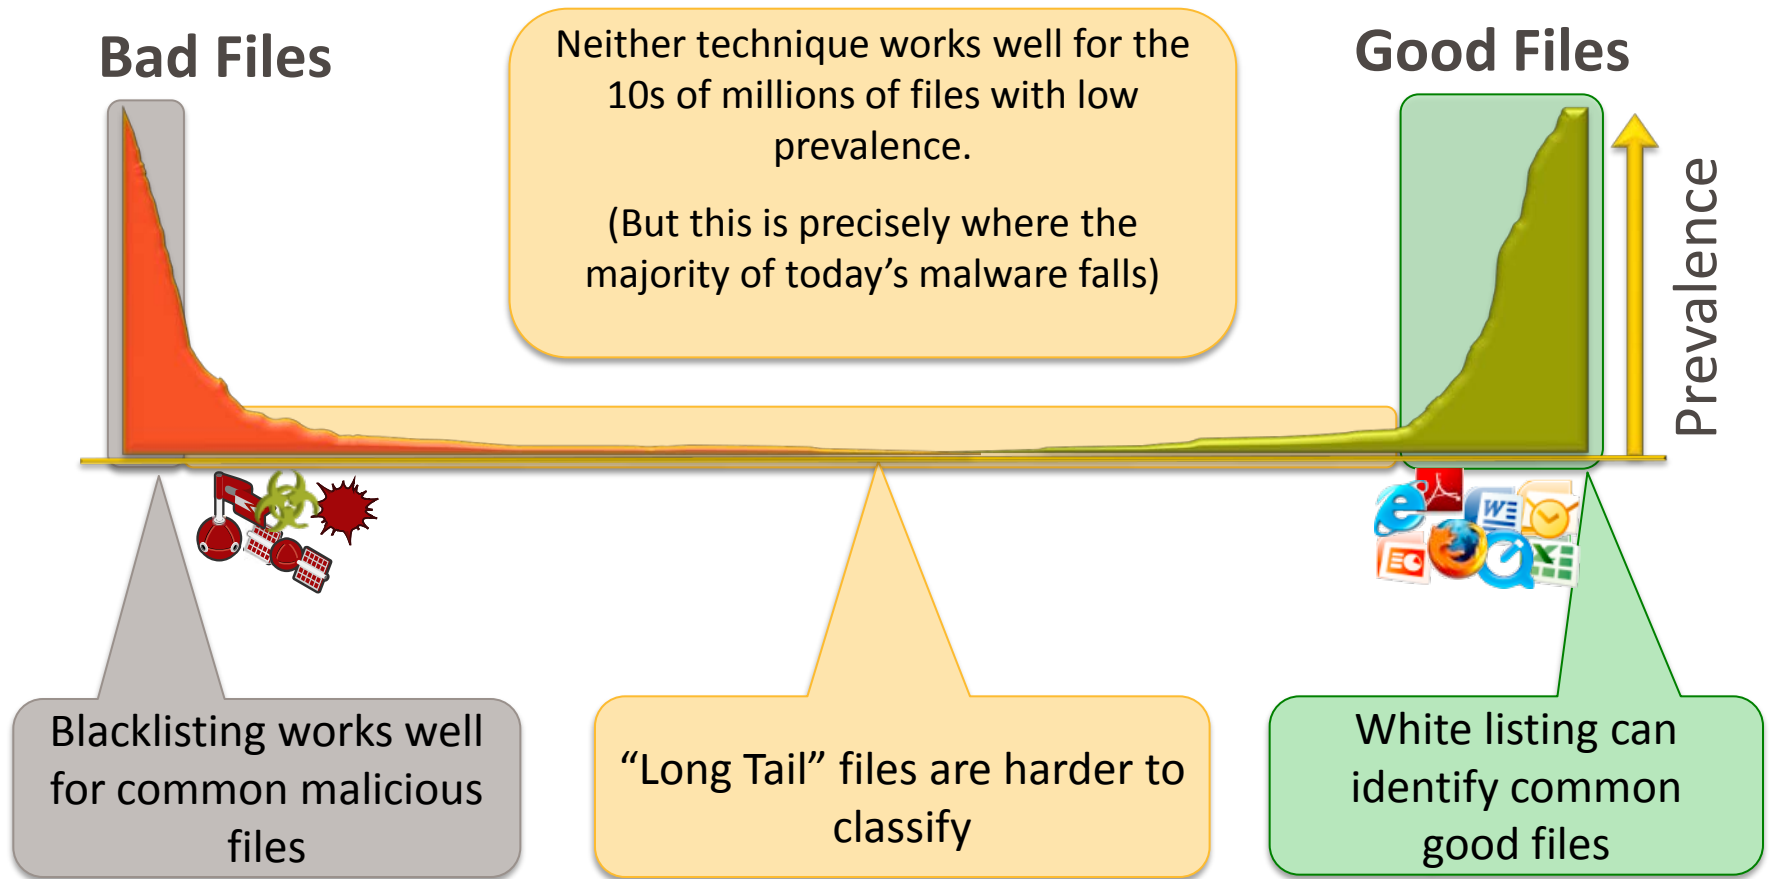 Bad Files
Neither technique works well for the
10s of millions of files with low
prevalence.
(But this is precisely where the
majority of today’s malware falls)
Good Files
Prevalence
Blacklisting works well
for common malicious
files
“Long Tail” files are harder to
classify
White listing can
identify common
good files